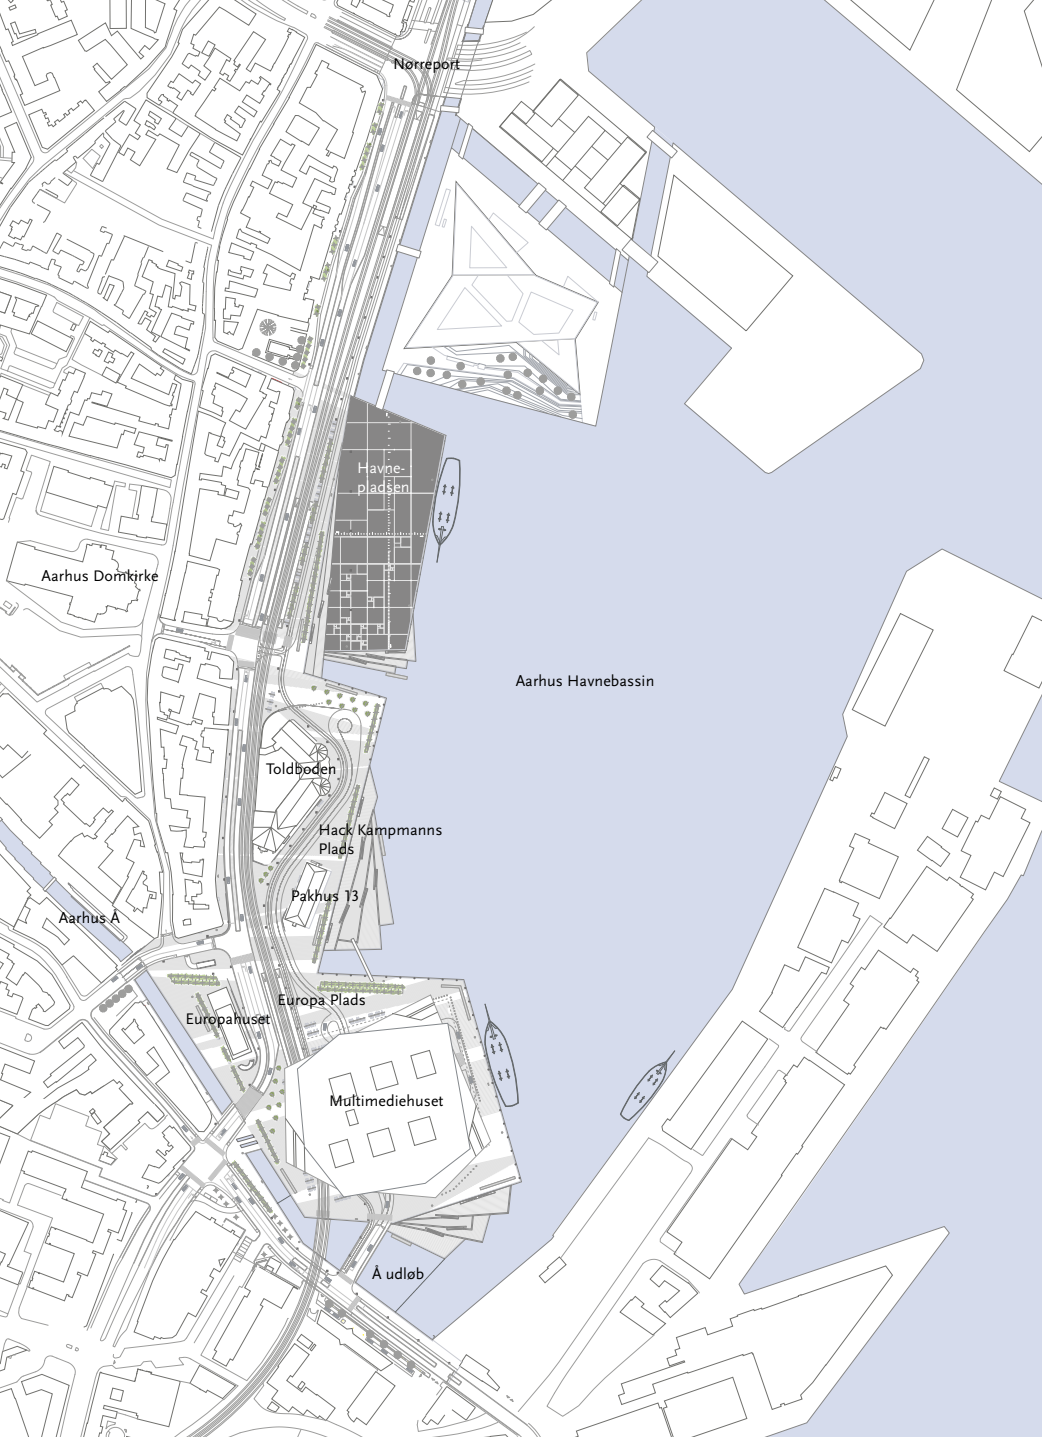 Nørreport
Havne-
pladsen
Aarhus Domkirke
Aarhus Havnebassin
Toldboden
Hack Kampmanns
Plads
Pakhus 13
Aarhus Å
Europa Plads
Europahuset
Multimediehuset
Å udløb